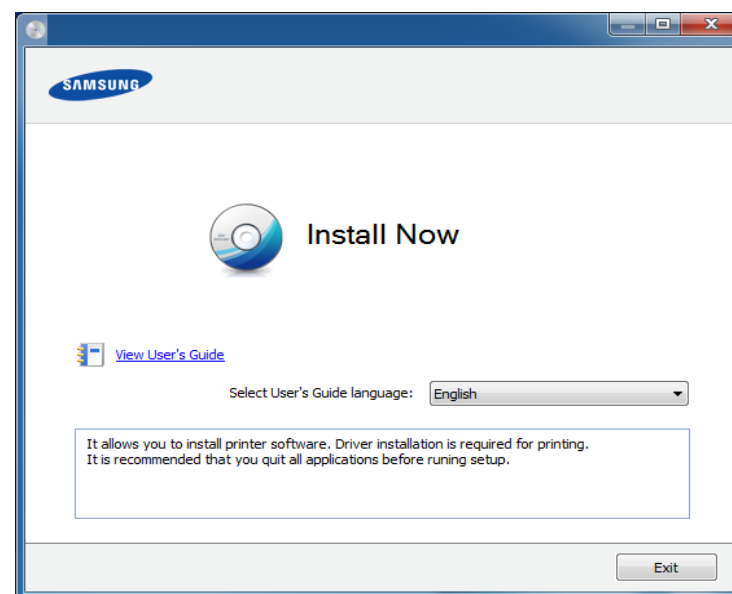 SAMSUNG
Install Now
View User's Guide
Select User's Guide language: English
It allows you to install printer software. Driver installation is required for printing.
It is recommended that you quit all applications before runing setup.
Exit